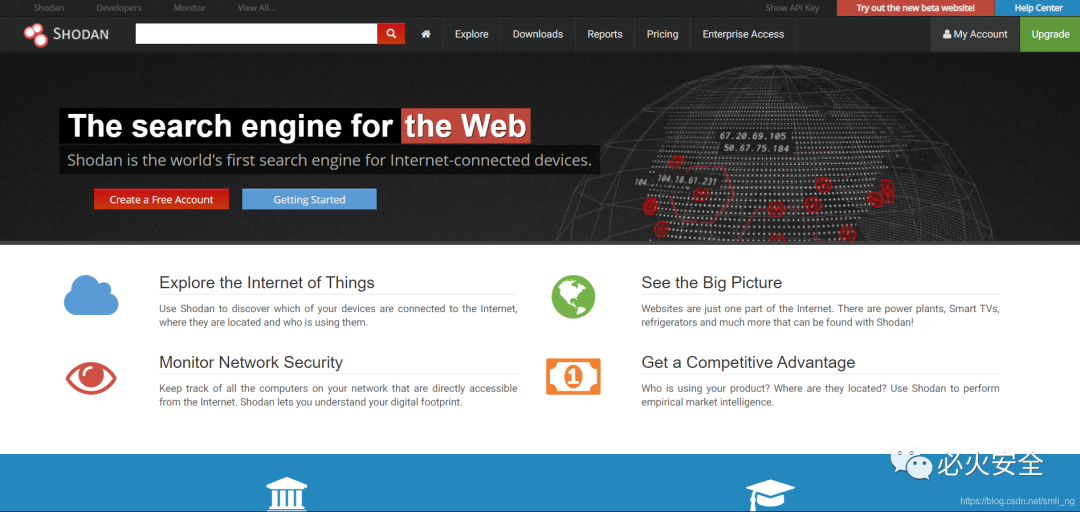 Shodan Developers Monitor View All... Show API Key Try out the new beta website! Help Center
SHODAN Explore Downloads Reports Pricing Enterprise Access My Account Upgrade
The search engine for the Web
Shodan is the world's first search engine for Internet-connected devices.
Create a Free Account Getting Started
67.20.69.105
50.87.75.184
104.18.61.231
104.
Explore the Internet of Things
Use Shodan to discover which of your devices are connected to the Internet,
where they are located and who is using them.
See the Big Picture
Websites are just one part of the Internet. There are power plants, Smart TVs,
refrigerators and much more that can be found with Shodan!
Monitor Network Security
Keep track of all the computers on your network that are directly accessible
from the Internet. Shodan lets you understand your digital footprint.
1
Get a Competitive Advantage
Who is using your product? Where are they located? Use Shodan to perform
empirical market intelligence.
必火安全
https://blog.csdn.net/smli_ng